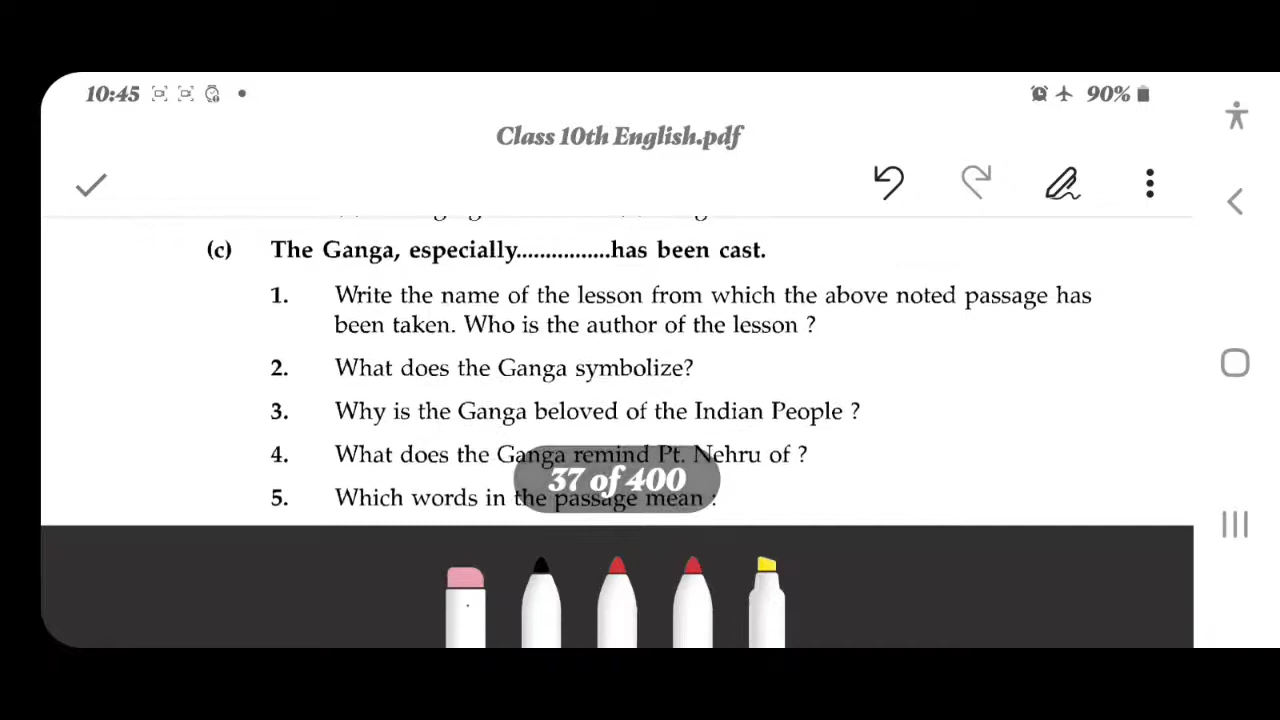 10:45
90%
Class 10th English.pdf
(c) The Ganga, especially................has been cast.
1. Write the name of the lesson from which the above noted passage has
been taken. Who is the author of the lesson ?
2. What does the Ganga symbolize?
3. Why is the Ganga beloved of the Indian People ?
4. What does the Ganga remind Pt. Nehru of ?
37 of 400
5. Which words in the passage mean :